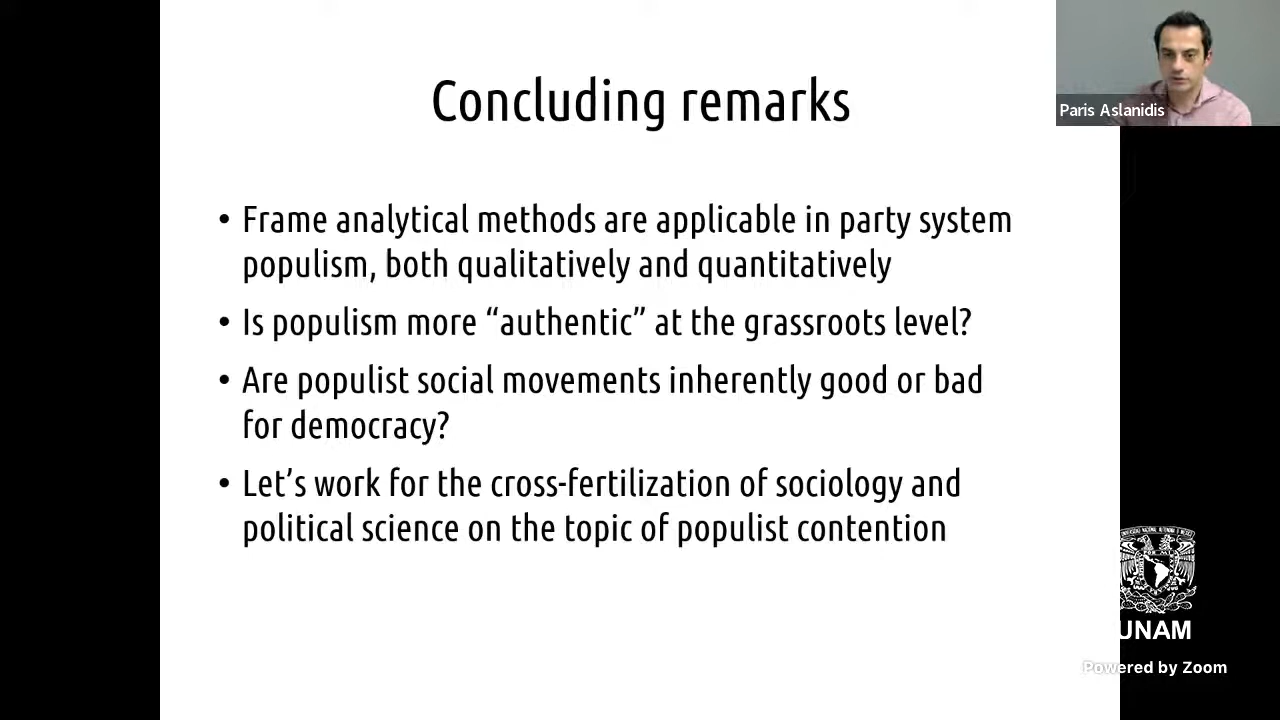 Concluding remarks
Paris Aslanidis
• Frame analytical methods are applicable in party system
populism, both qualitatively and quantitatively
• Is populism more “authentic” at the grassroots level?
• Are populist social movements inherently good or bad
for democracy?
• Let’s work for the cross-fertilization of sociology and
political science on the topic of populist contention
UNAM
Powered by Zoom